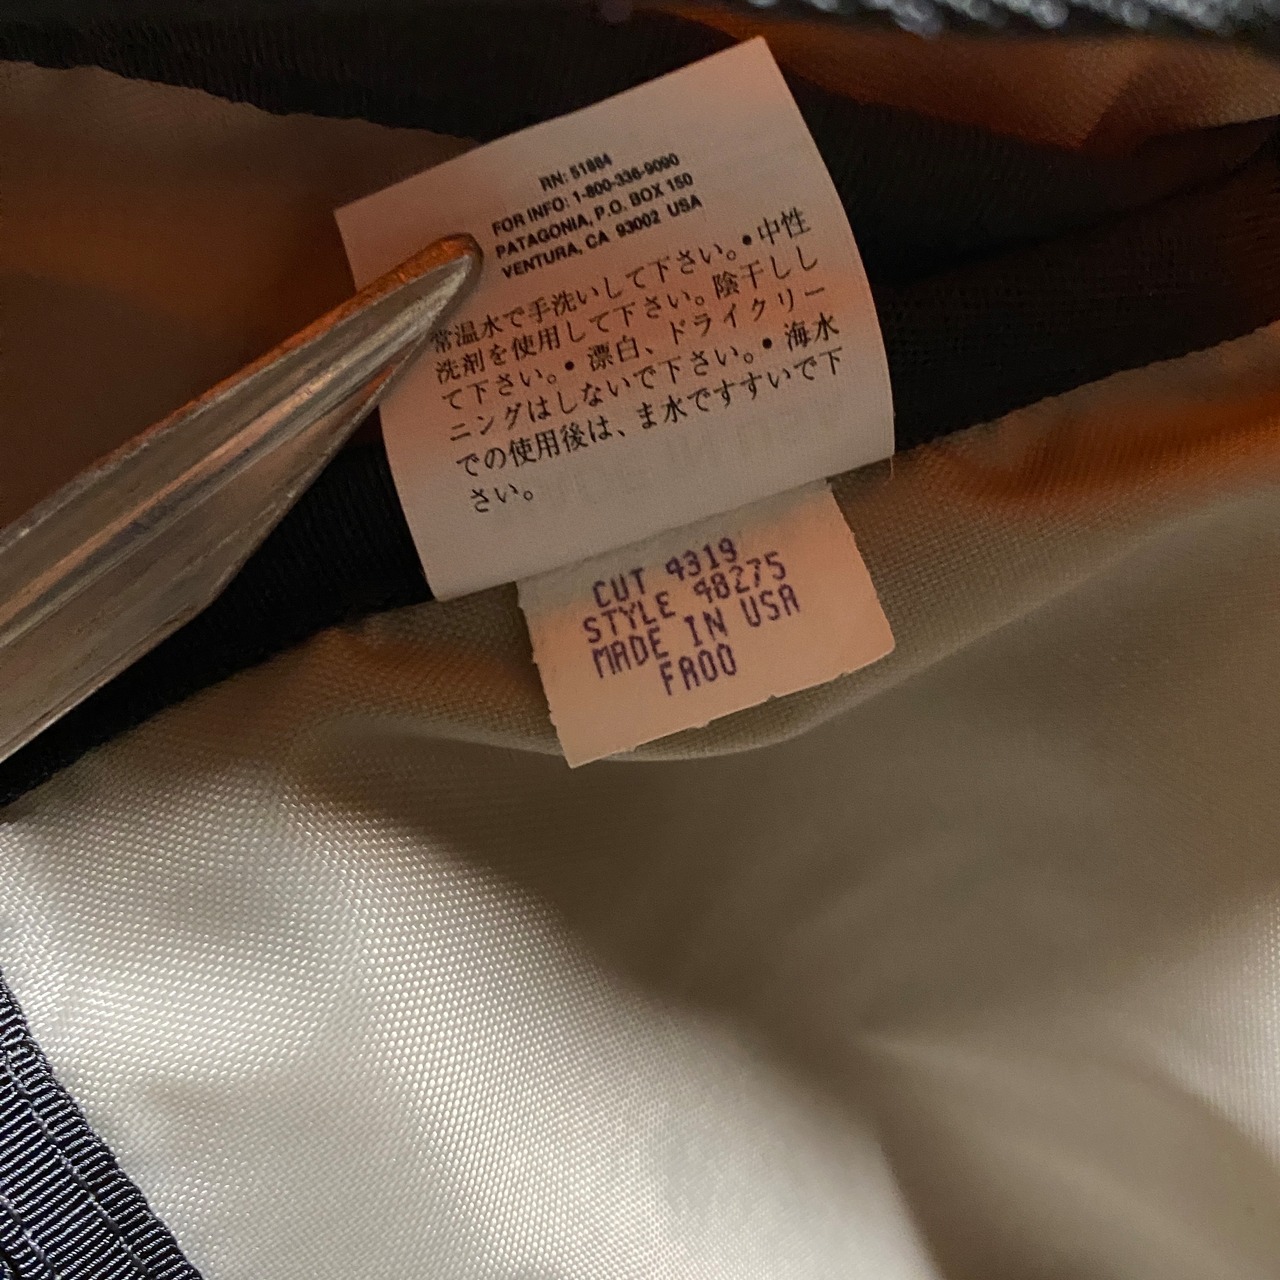 RN: 51884
FOR INFO: 1-800-336-9090
PATAGONIA, P.O. BOX 150
VENTURA, CA 93002 USA
常温水で手洗いして下さい。• 中性
洗剤を使用して下さい。陰干しし
て下さい。• 漂白、ドライクリー
ニングはしないで下さい。• 海水
での使用後は、ま水ですすいで下
さい。
CUT 4319
STYLE 48275
MADE IN USA
FA00